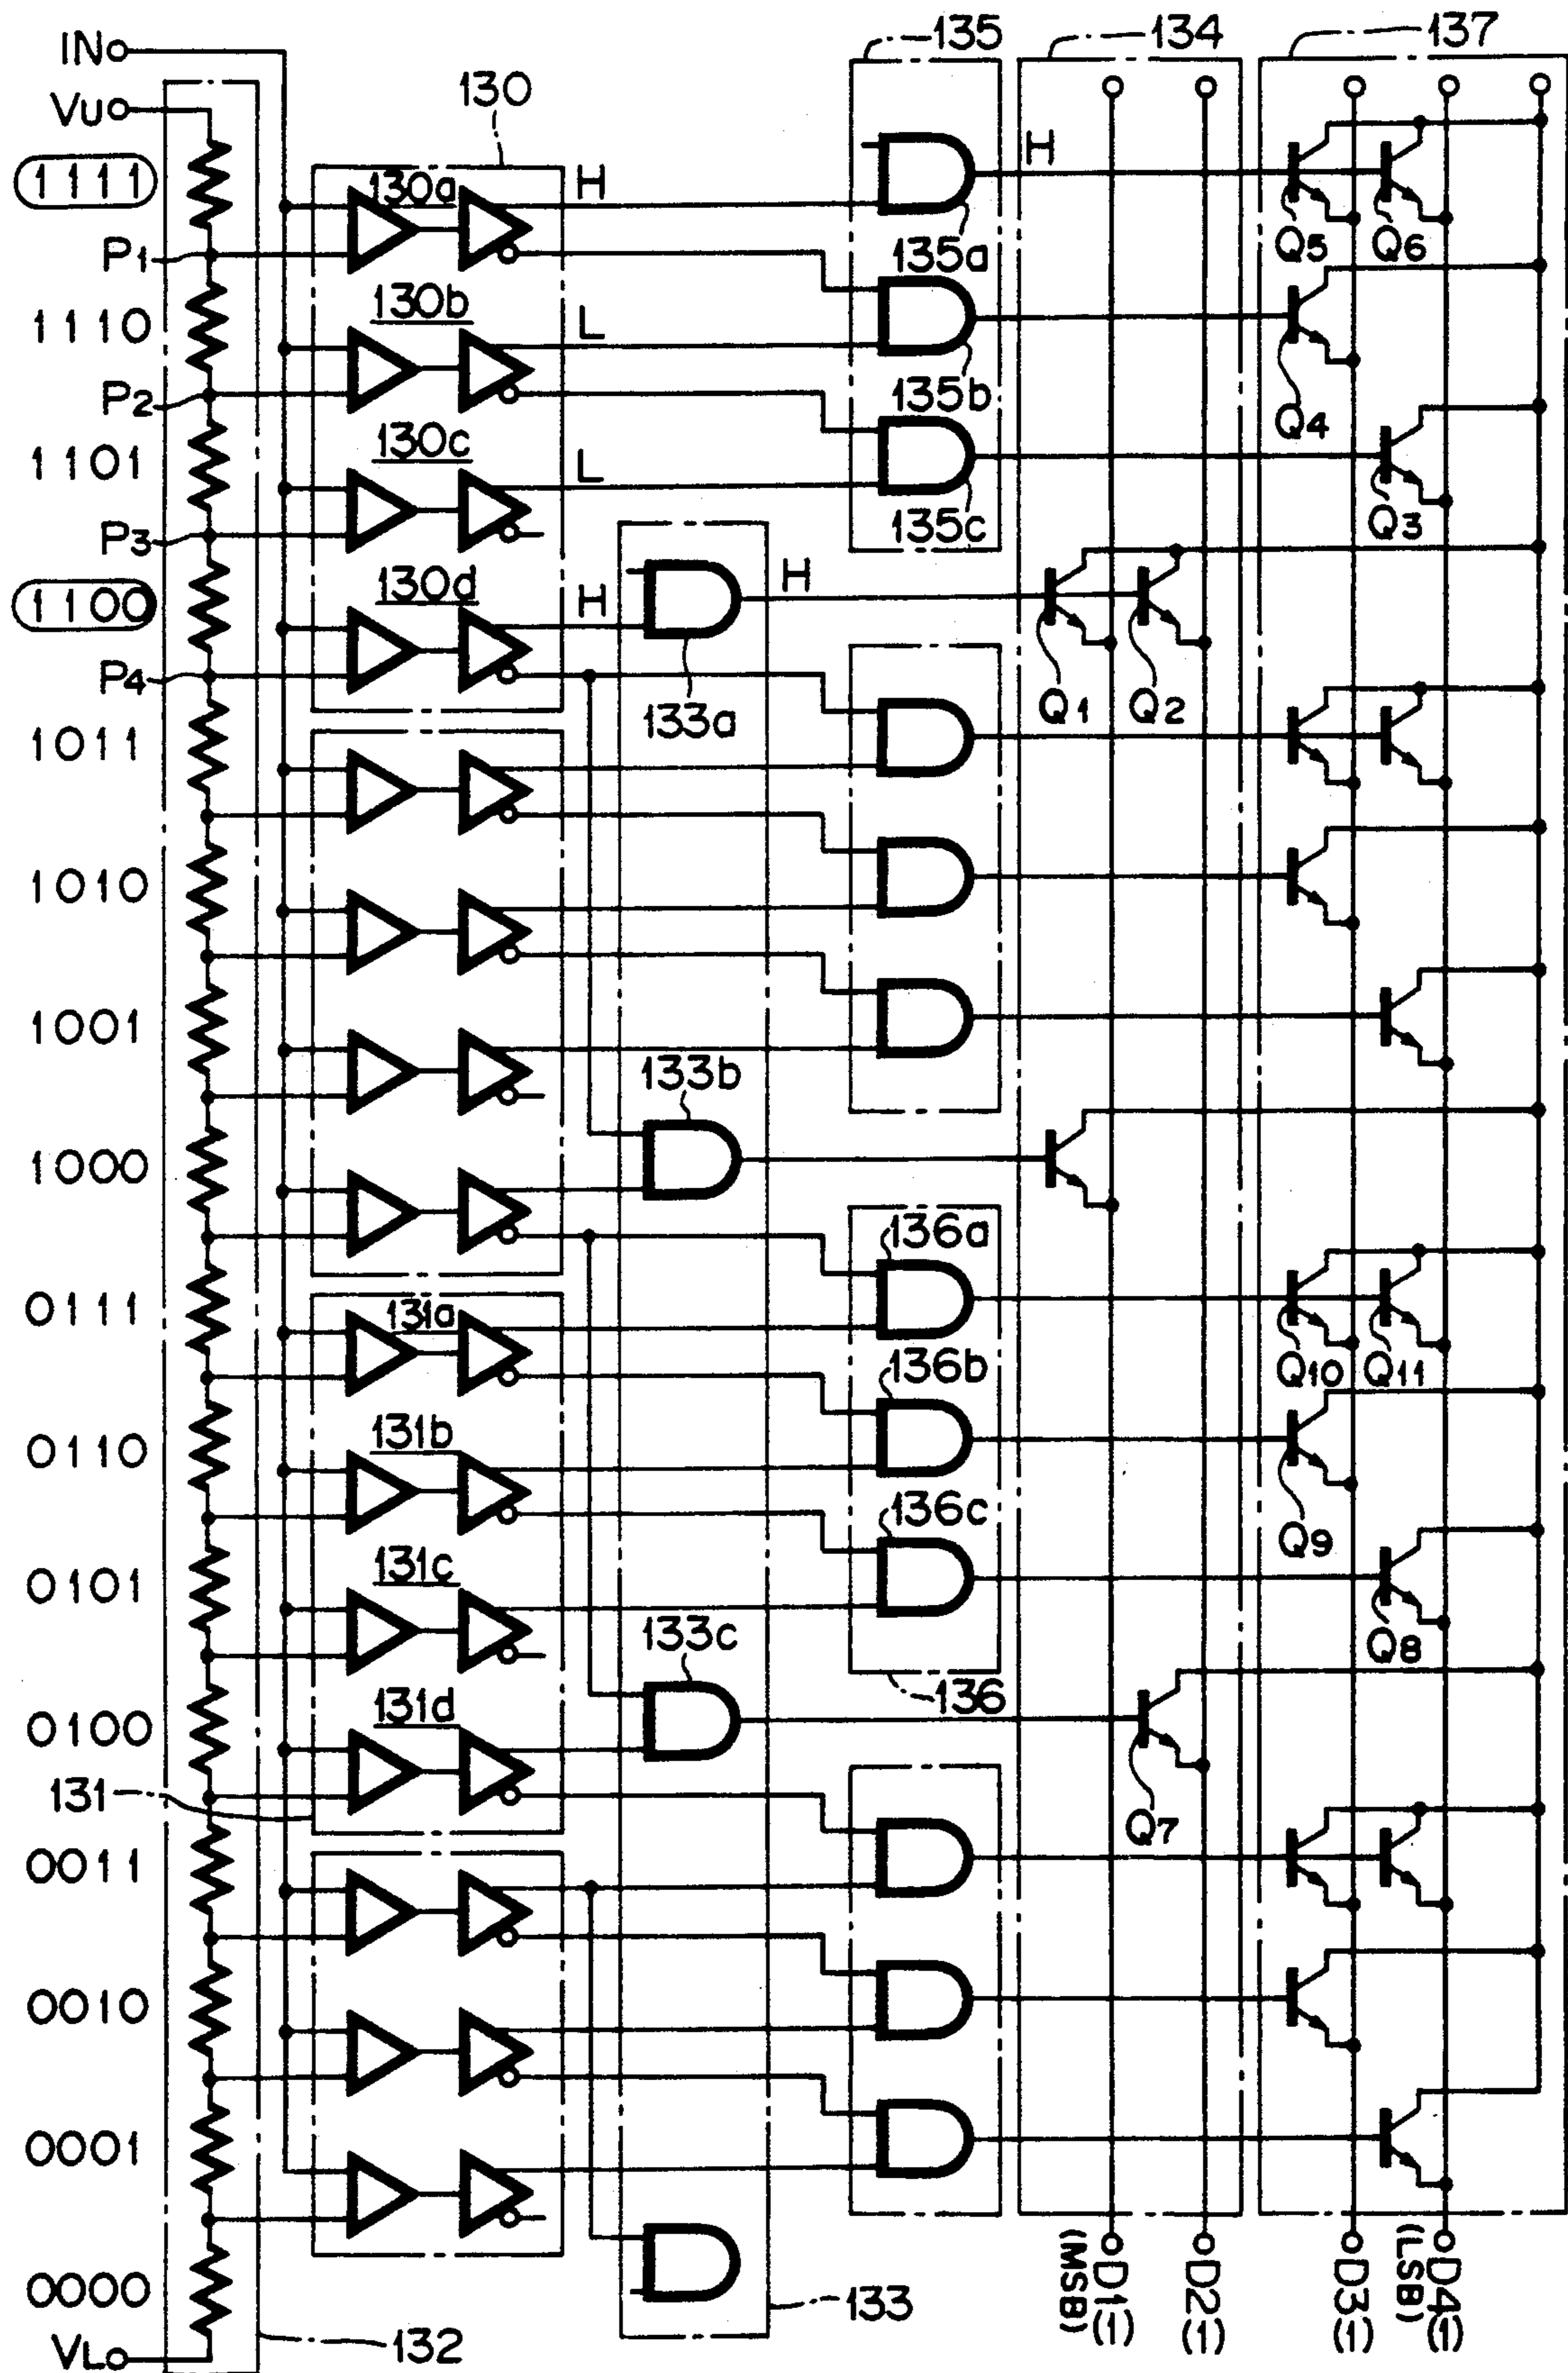 IN
VU
135
134
137
130
1111
130a
H
H
P1
135a
Q5
Q6
1110
130b
L
P2
135b
Q4
1101
130c
L
P3
135c
Q3
1100
130d
H
H
P4
133a
Q1
Q2
1011
1010
1001
133b
1000
136a
0111
131a
136b
Q10
Q11
0110
131b
136c
Q9
0101
131c
133c
Q8
136
0100
131d
131
Q7
0011
0010
0001
0000
133
VL
132
D1(1)
(MSB)
D2(1)
D3(1)
D4(1)
(LSB)